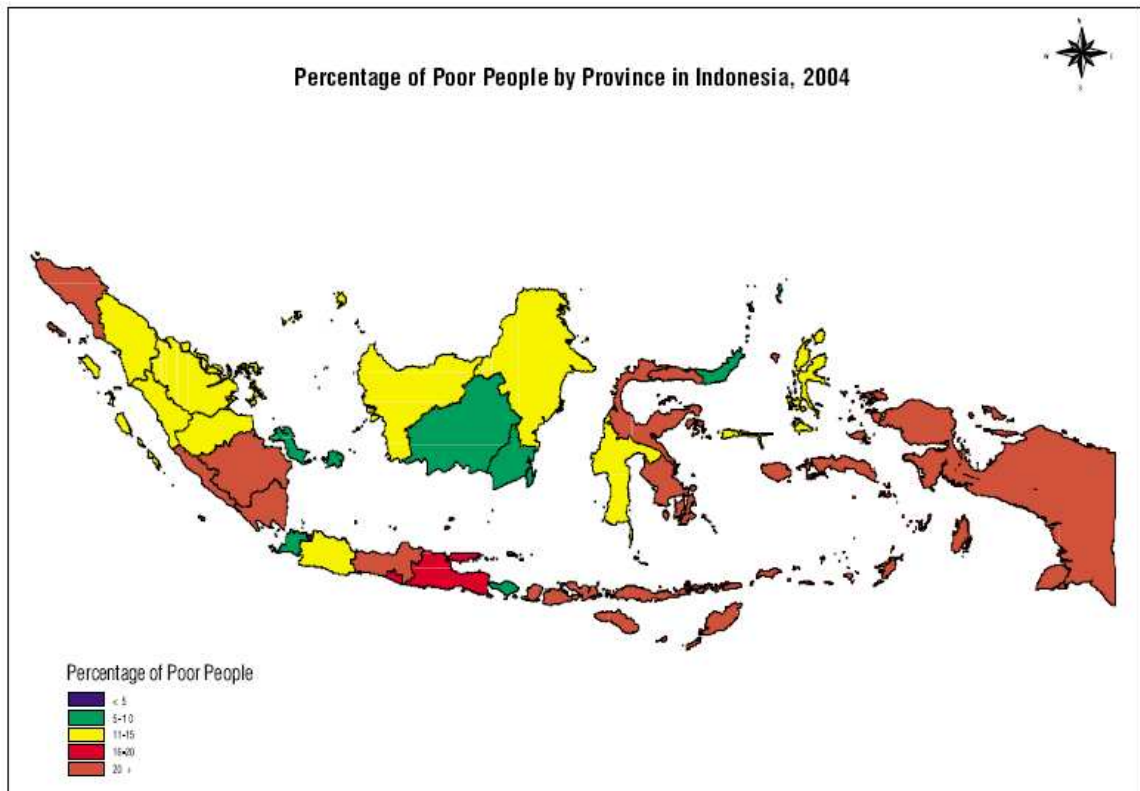 N
W E
S
Percentage of Poor People by Province in Indonesia, 2004
Percentage of Poor People
< 5
5-10
11-15
16-20
20 +